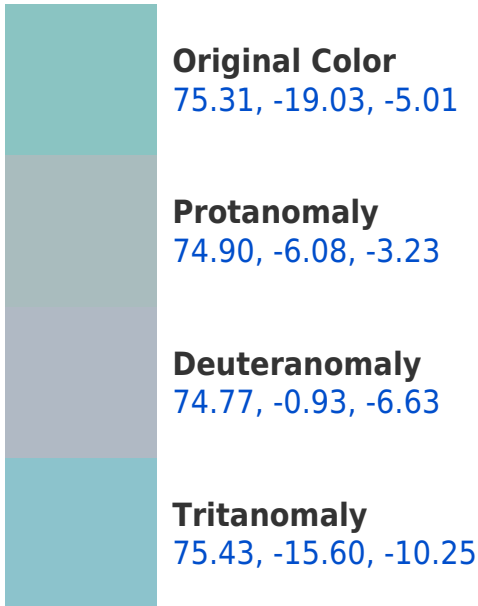 Original Color
75.31, -19.03, -5.01
Protanomaly
74.90, -6.08, -3.23
Deuteranomaly
74.77, -0.93, -6.63
Tritanomaly
75.43, -15.60, -10.25